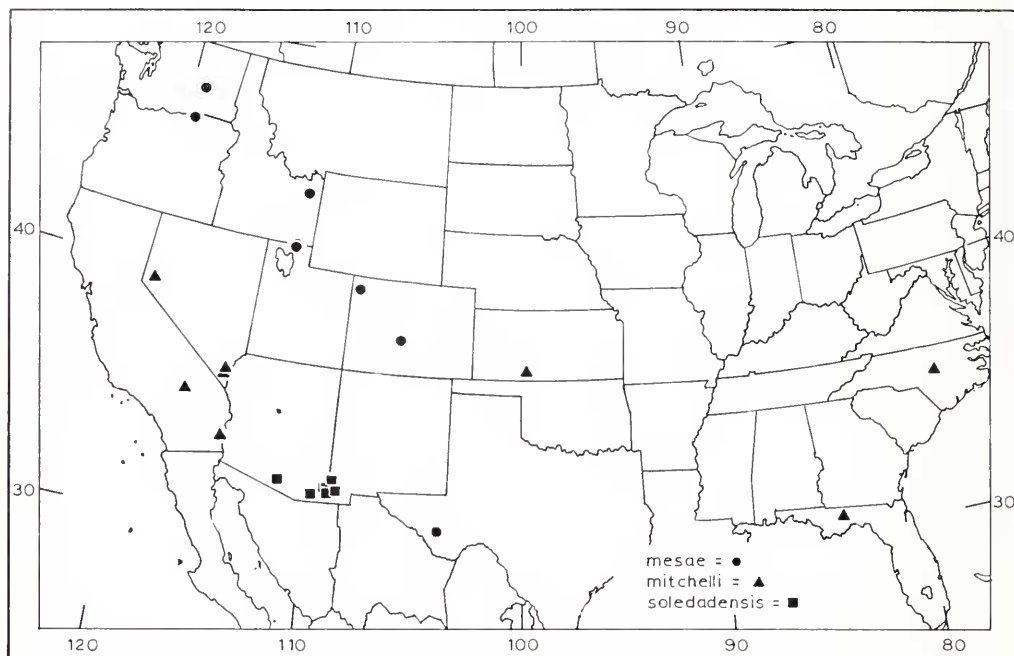 120 110 100 90 80
40 40
30 30
mesae = ●
mitchelli = ▲
soledadensis = ■
120 110 100 90 80